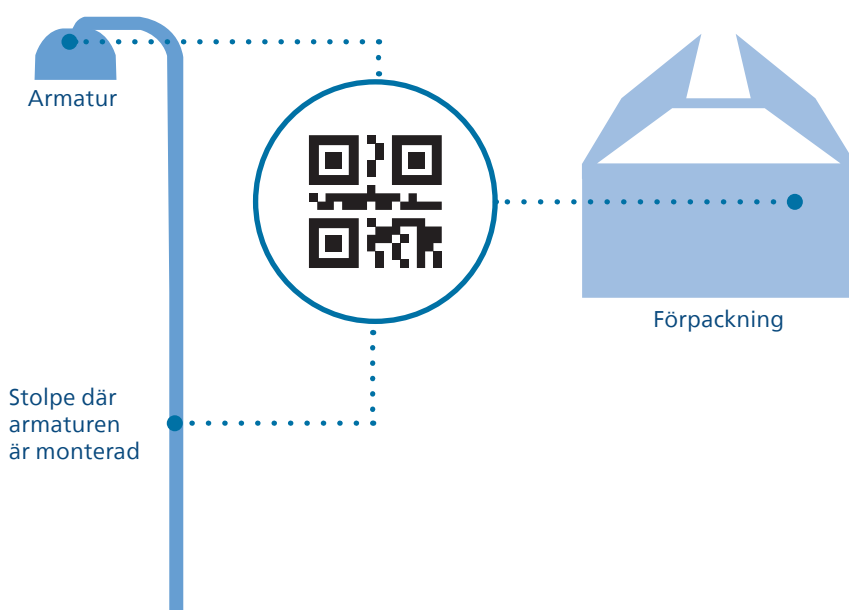 Armatur
Förpackning
Stolpe där
armaturen
är monterad